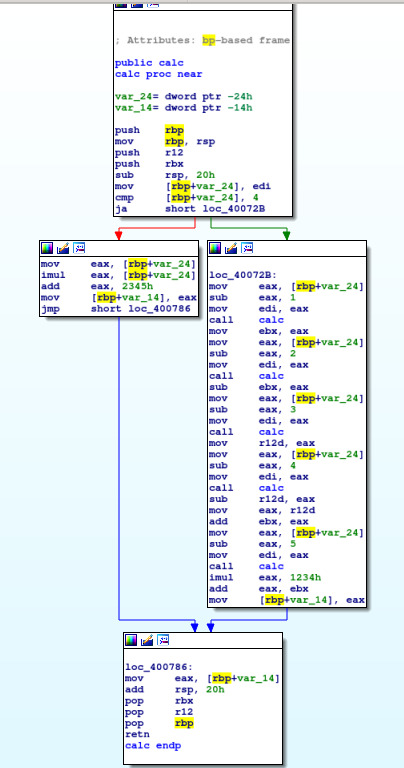 ; Attributes: bp-based frame
public calc
calc proc near
var_24= dword ptr -24h
var_14= dword ptr -14h
push rbp
mov rbp, rsp
push r12
push rbx
sub rsp, 20h
mov [rbp+var_24], edi
cmp [rbp+var_24], 4
ja short loc_40072B
mov eax, [rbp+var_24]
imul eax, [rbp+var_24]
add eax, 2345h
mov [rbp+var_14], eax
jmp short loc_400786
loc_40072B:
mov eax, [rbp+var_24]
sub eax, 1
mov edi, eax
call calc
mov ebx, eax
mov eax, [rbp+var_24]
sub eax, 2
mov edi, eax
call calc
sub ebx, eax
mov eax, [rbp+var_24]
sub eax, 3
mov edi, eax
call calc
mov r12d, eax
mov eax, [rbp+var_24]
sub eax, 4
mov edi, eax
call calc
sub r12d, eax
mov eax, r12d
add ebx, eax
mov eax, [rbp+var_24]
sub eax, 5
mov edi, eax
call calc
imul eax, 1234h
add eax, ebx
mov [rbp+var_14], eax
loc_400786:
mov eax, [rbp+var_14]
add rsp, 20h
pop rbx
pop r12
pop rbp
retn
calc endp